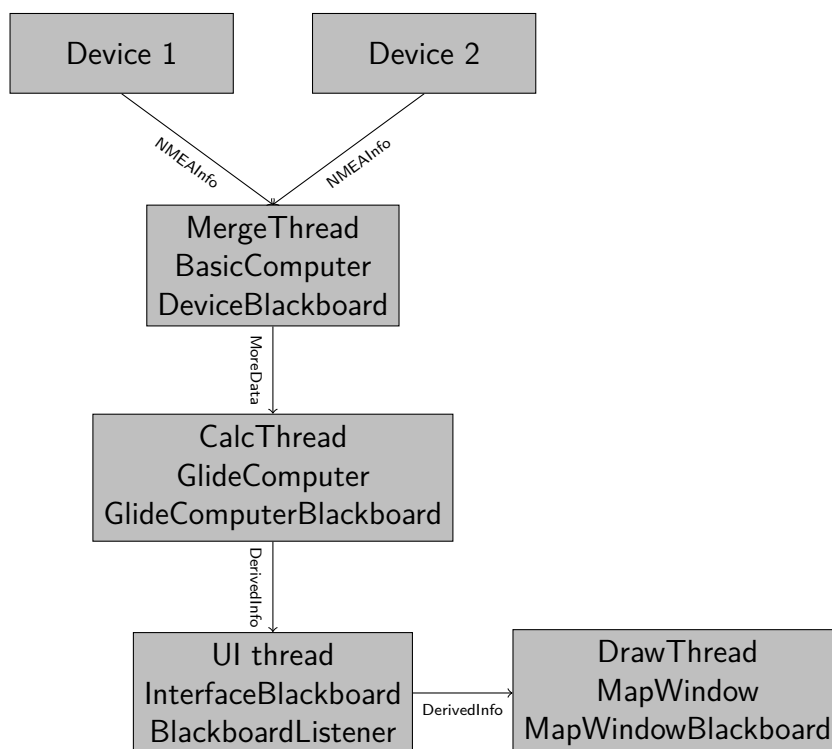 Device 1
Device 2
NMEAInfo
NMEAInfo
MergeThread
BasicComputer
DeviceBlackboard
MoreData
CalcThread
GlideComputer
GlideComputerBlackboard
DerivedInfo
UI thread
InterfaceBlackboard
BlackboardListener
DerivedInfo
DrawThread
MapWindow
MapWindowBlackboard